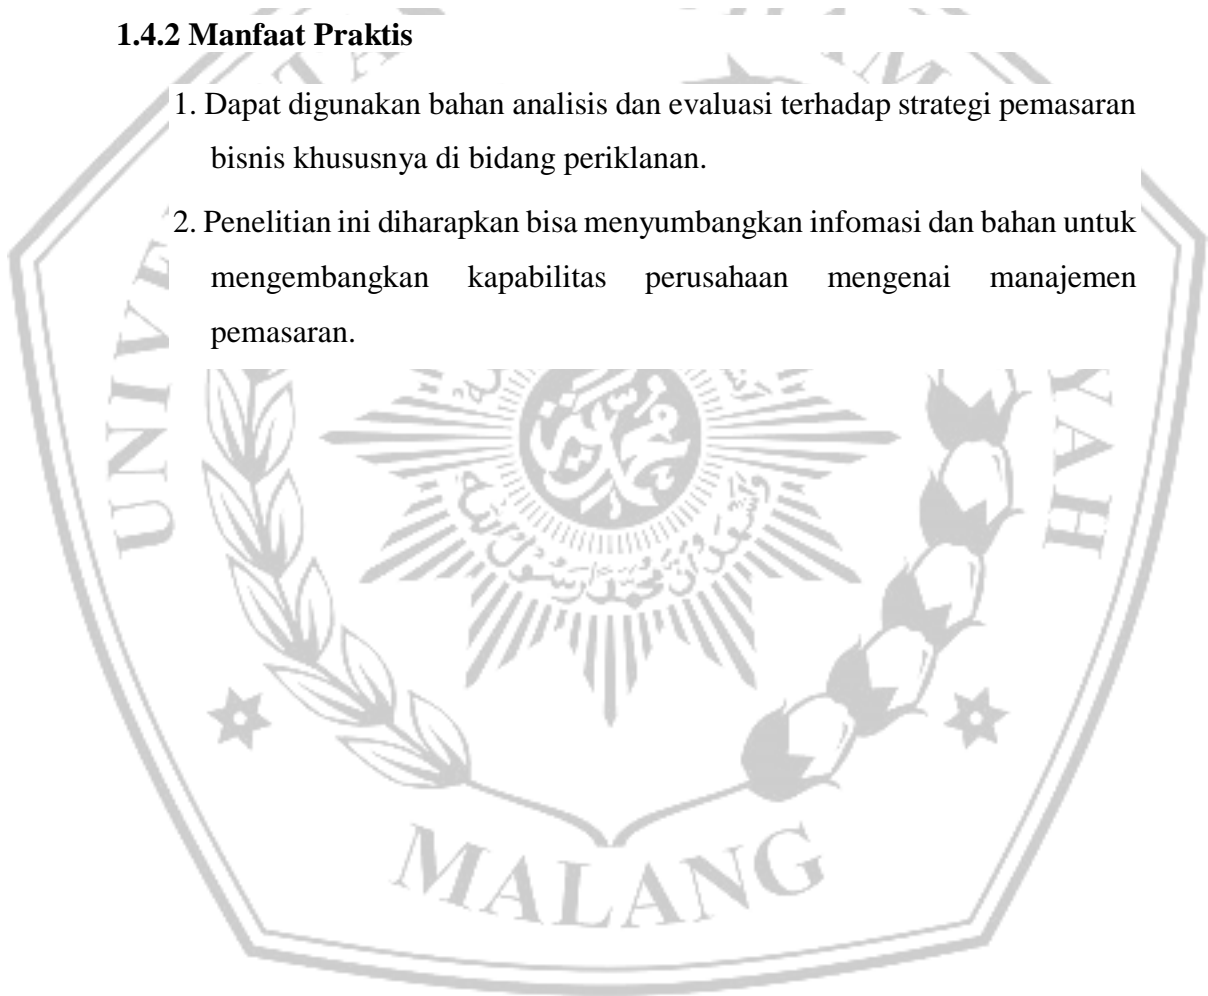 1.4.2 Manfaat Praktis
1. Dapat digunakan bahan analisis dan evaluasi terhadap strategi pemasaran
bisnis khususnya di bidang periklanan.
2. Penelitian ini diharapkan bisa menyumbangkan infomasi dan bahan untuk
mengembangkan kapabilitas perusahaan mengenai manajemen
pemasaran.
MALANG